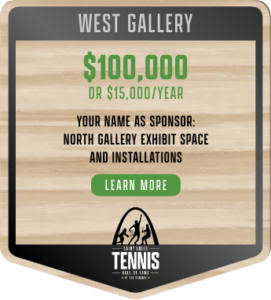 WEST GALLERY
$100,000
OR $15,000/YEAR
YOUR NAME AS SPONSOR:
NORTH GALLERY EXHIBIT SPACE
AND INSTALLATIONS
LEARN MORE
SAINT LOUIS
TENNIS
HALL OF FAME